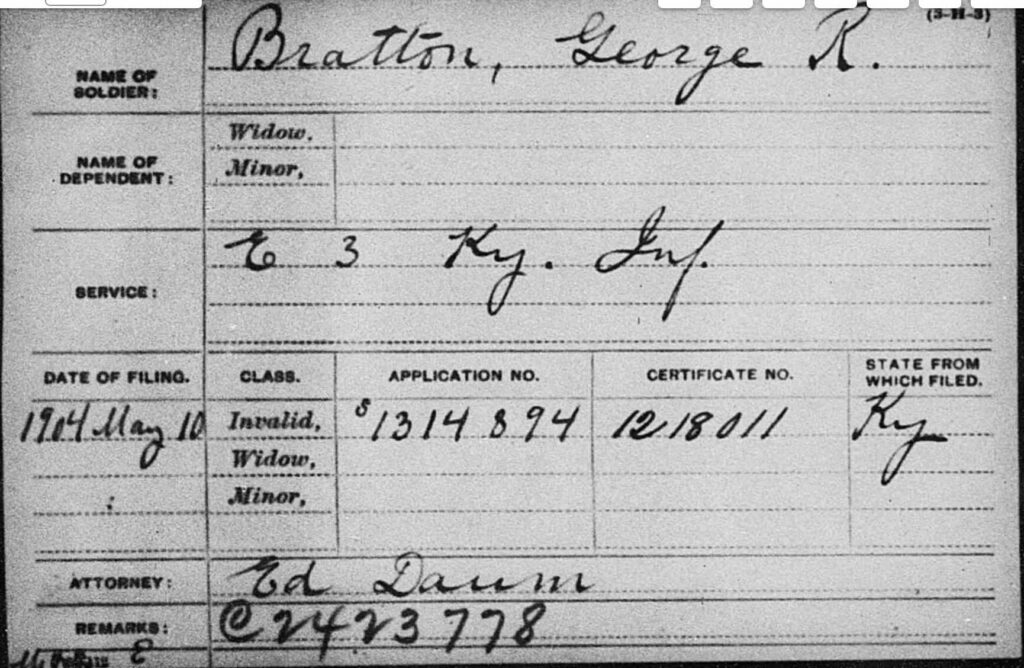 (3-H-3)
NAME OF SOLDIER: Bratton, George R.
NAME OF DEPENDENT: Widow,
Minor,
SERVICE: E 3 Ky. Inf.
DATE OF FILING. CLASS. APPLICATION NO. CERTIFICATE NO. STATE FROM WHICH FILED.
1904 May 10 Invalid, S 1314894 1218011 Ky
Widow,
Minor,
ATTORNEY: Ed Daum
REMARKS: C 2423778
E